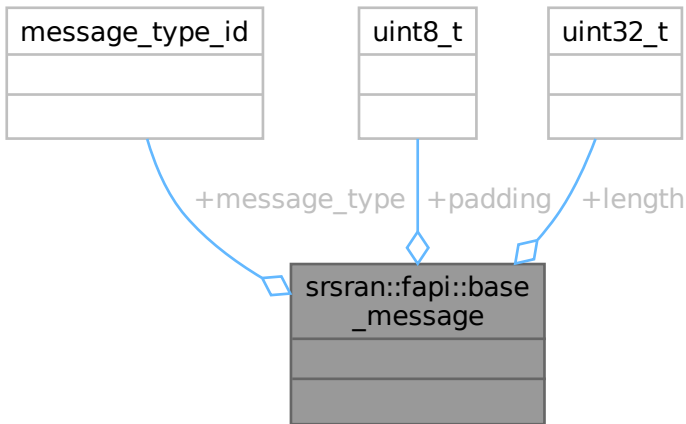 message_type_id
uint8_t
uint32_t
+message_type
+padding
+length
srsran::fapi::base
_message